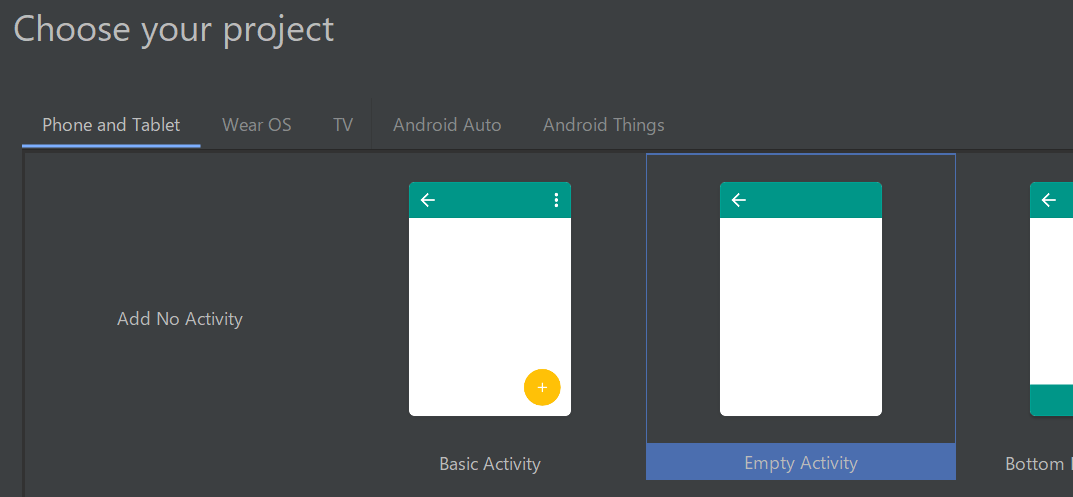 Choose your project
Phone and Tablet
Wear OS
TV
Android Auto
Android Things
Add No Activity
Basic Activity
Empty Activity
Bottom